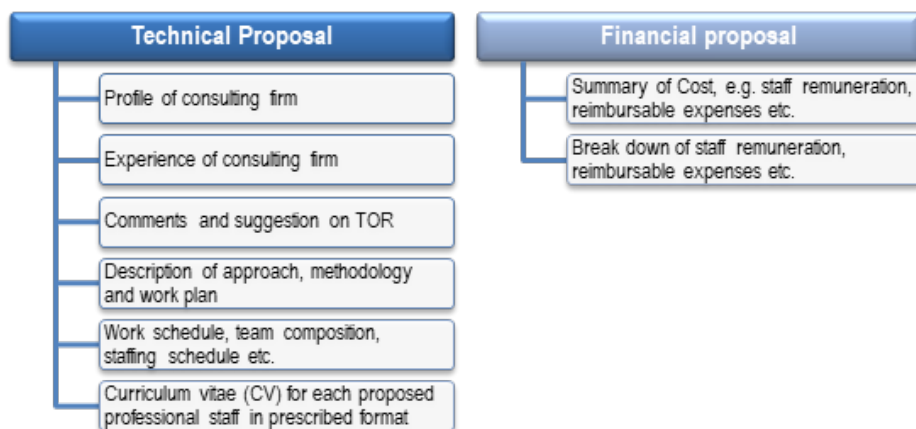 Technical Proposal
Profile of consulting firm
Experience of consulting firm
Comments and suggestion on TOR
Description of approach, methodology
and work plan
Work schedule, team composition,
staffing schedule etc.
Curriculum vitae (CV) for each proposed
professional staff in prescribed format
Financial proposal
Summary of Cost, e.g. staff remuneration,
reimbursable expenses etc.
Break down of staff remuneration,
reimbursable expenses etc.